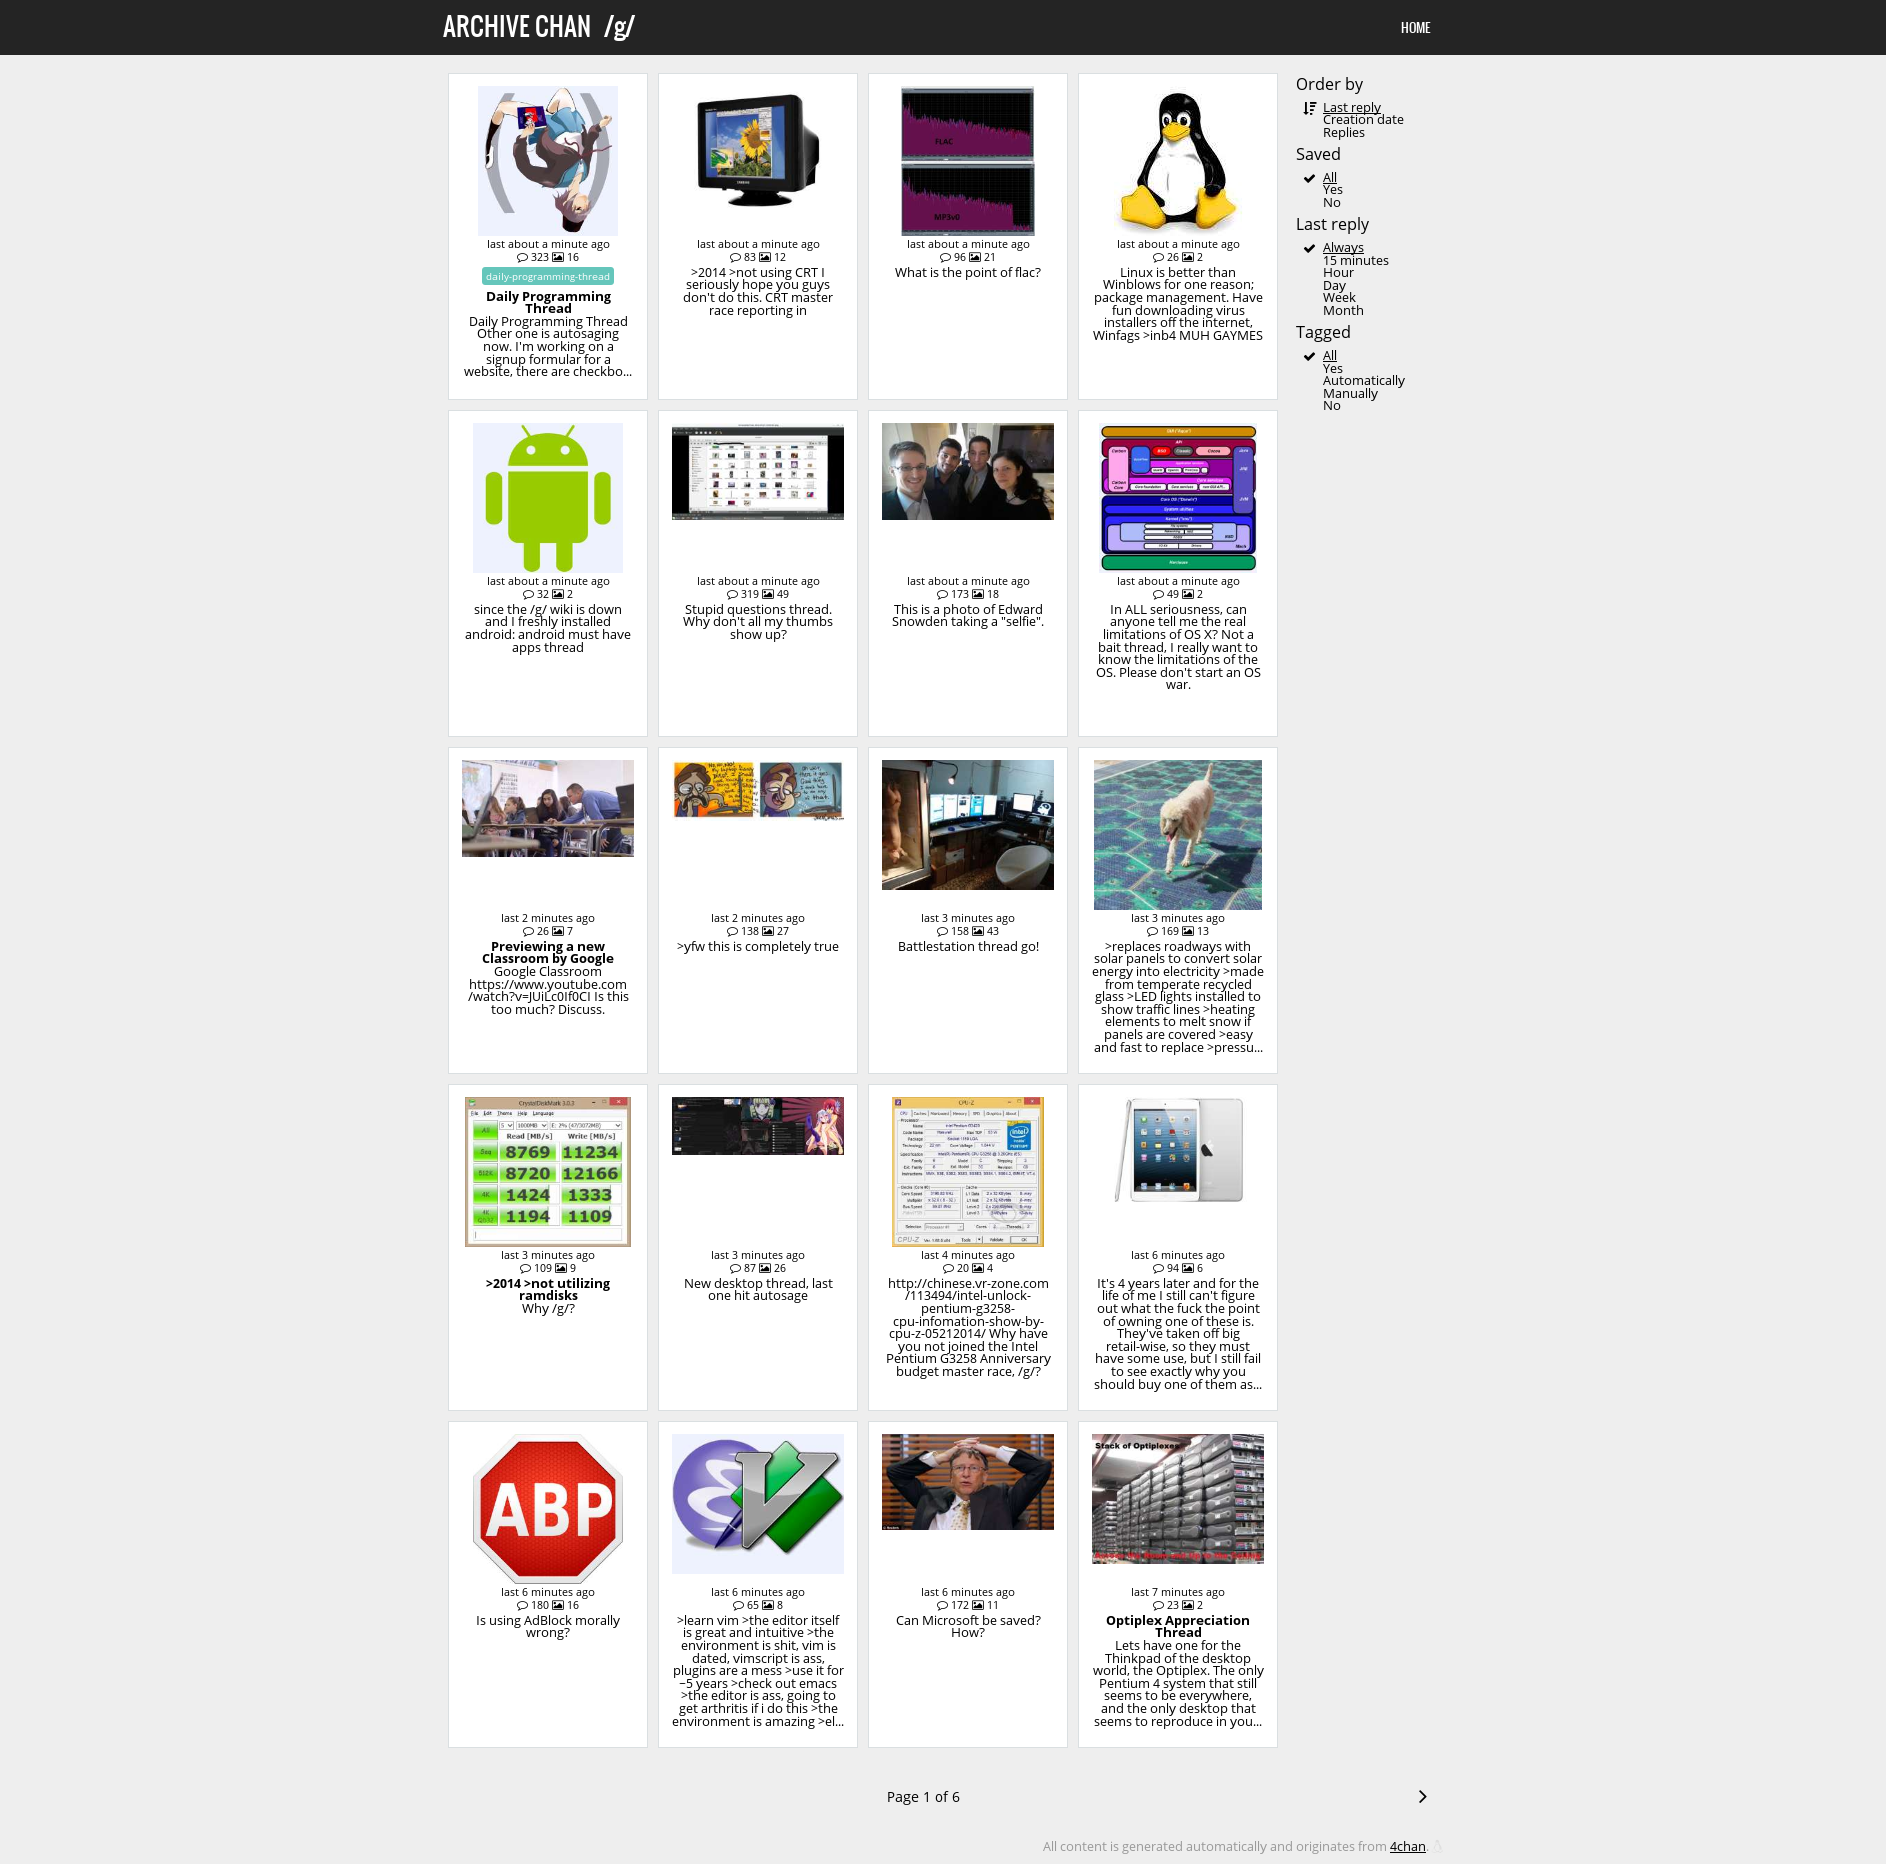 ARCHIVE CHAN /g/
HOME
last about a minute ago
323 16
daily-programming-thread
Daily Programming
Thread
Daily Programming Thread
Other one is autosaging
now. I'm working on a
signup formular for a
website, there are checkbo...
last about a minute ago
83 12
>2014 >not using CRT I
seriously hope you guys
don't do this. CRT master
race reporting in
FLAC
MP3v0
last about a minute ago
96 21
What is the point of flac?
last about a minute ago
26 2
Linux is better than
Winblows for one reason;
package management. Have
fun downloading virus
installers off the internet,
Winfags >inb4 MUH GAYMES
Order by
Last reply
Creation date
Replies
Saved
All
Yes
No
Last reply
Always
15 minutes
Hour
Day
Week
Month
Tagged
All
Yes
Automatically
Manually
No
last about a minute ago
32 2
since the /g/ wiki is down
and I freshly installed
android: android must have
apps thread
last about a minute ago
319 49
Stupid questions thread.
Why don't all my thumbs
show up?
last about a minute ago
173 18
This is a photo of Edward
Snowden taking a "selfie".
last about a minute ago
49 2
In ALL seriousness, can
anyone tell me the real
limitations of OS X? Not a
bait thread, I really want to
know the limitations of the
OS. Please don't start an OS
war.
last 2 minutes ago
26 7
Previewing a new
Classroom by Google
Google Classroom
https://www.youtube.com
/watch?v=JUiLc0If0CI Is this
too much? Discuss.
last 2 minutes ago
138 27
>yfw this is completely true
last 3 minutes ago
158 43
Battlestation thread go!
last 3 minutes ago
169 13
>replaces roadways with
solar panels to convert solar
energy into electricity >made
from temperate recycled
glass >LED lights installed to
show traffic lines >heating
elements to melt snow if
panels are covered >easy
and fast to replace >pressu...
CrystalDiskMark 3.0.3
File Edit Theme Help Language
All 5 1000MB E: 2% (47/3072MB)
Read [MB/s] Write [MB/s]
Seq 8769 11234
512K 8720 12166
4K 1424 1333
4K 1194 1109
last 3 minutes ago
109 9
>2014 >not utilizing
ramdisks
Why /g/?
last 3 minutes ago
87 26
New desktop thread, last
one hit autosage
CPU-Z
last 4 minutes ago
20 4
http://chinese.vr-zone.com
/113494/intel-unlock-
pentium-g3258-
cpu-infomation-show-by-
cpu-z-05212014/ Why have
you not joined the Intel
Pentium G3258 Anniversary
budget master race, /g/?
last 6 minutes ago
94 6
It's 4 years later and for the
life of me I still can't figure
out what the fuck the point
of owning one of these is.
They've taken off big
retail-wise, so they must
have some use, but I still fail
to see exactly why you
should buy one of them as...
ABP
last 6 minutes ago
180 16
Is using AdBlock morally
wrong?
last 6 minutes ago
65 8
>learn vim >the editor itself
is great and intuitive >the
environment is shit, vim is
dated, vimscript is ass,
plugins are a mess >use it for
~5 years >check out emacs
>the editor is ass, going to
get arthritis if i do this >the
environment is amazing >el...
last 6 minutes ago
172 11
Can Microsoft be saved?
How?
Stack of Optiplexes
last 7 minutes ago
23 2
Optiplex Appreciation
Thread
Lets have one for the
Thinkpad of the desktop
world, the Optiplex. The only
Pentium 4 system that still
seems to be everywhere,
and the only desktop that
seems to reproduce in you...
Page 1 of 6
All content is generated automatically and originates from 4chan.